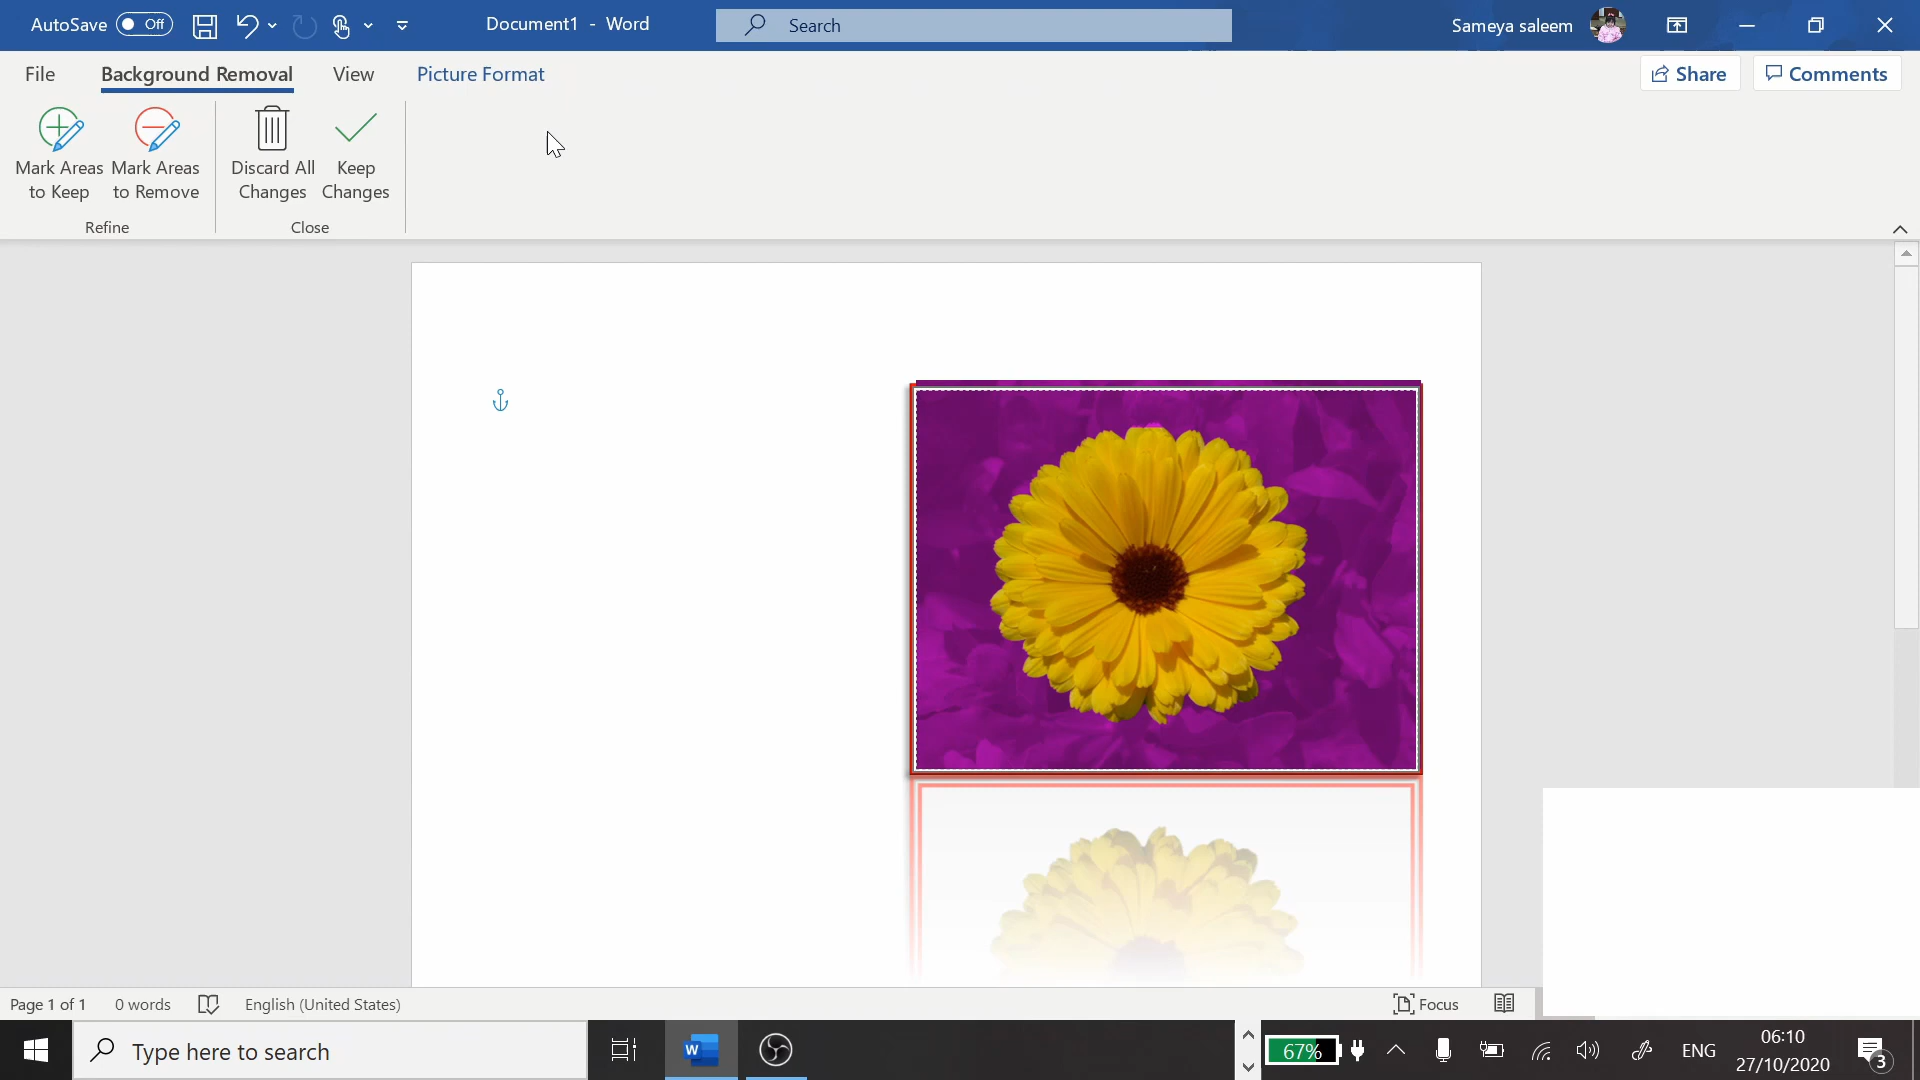 AutoSave Off Document1 - Word Search Sameya saleem
File Background Removal View Picture Format Share Comments
Mark Areas to Keep
Mark Areas to Remove
Discard All Changes
Keep Changes
Refine Close
Page 1 of 1 0 words English (United States) Focus
Type here to search W 67% ENG 06:10
27/10/2020 3